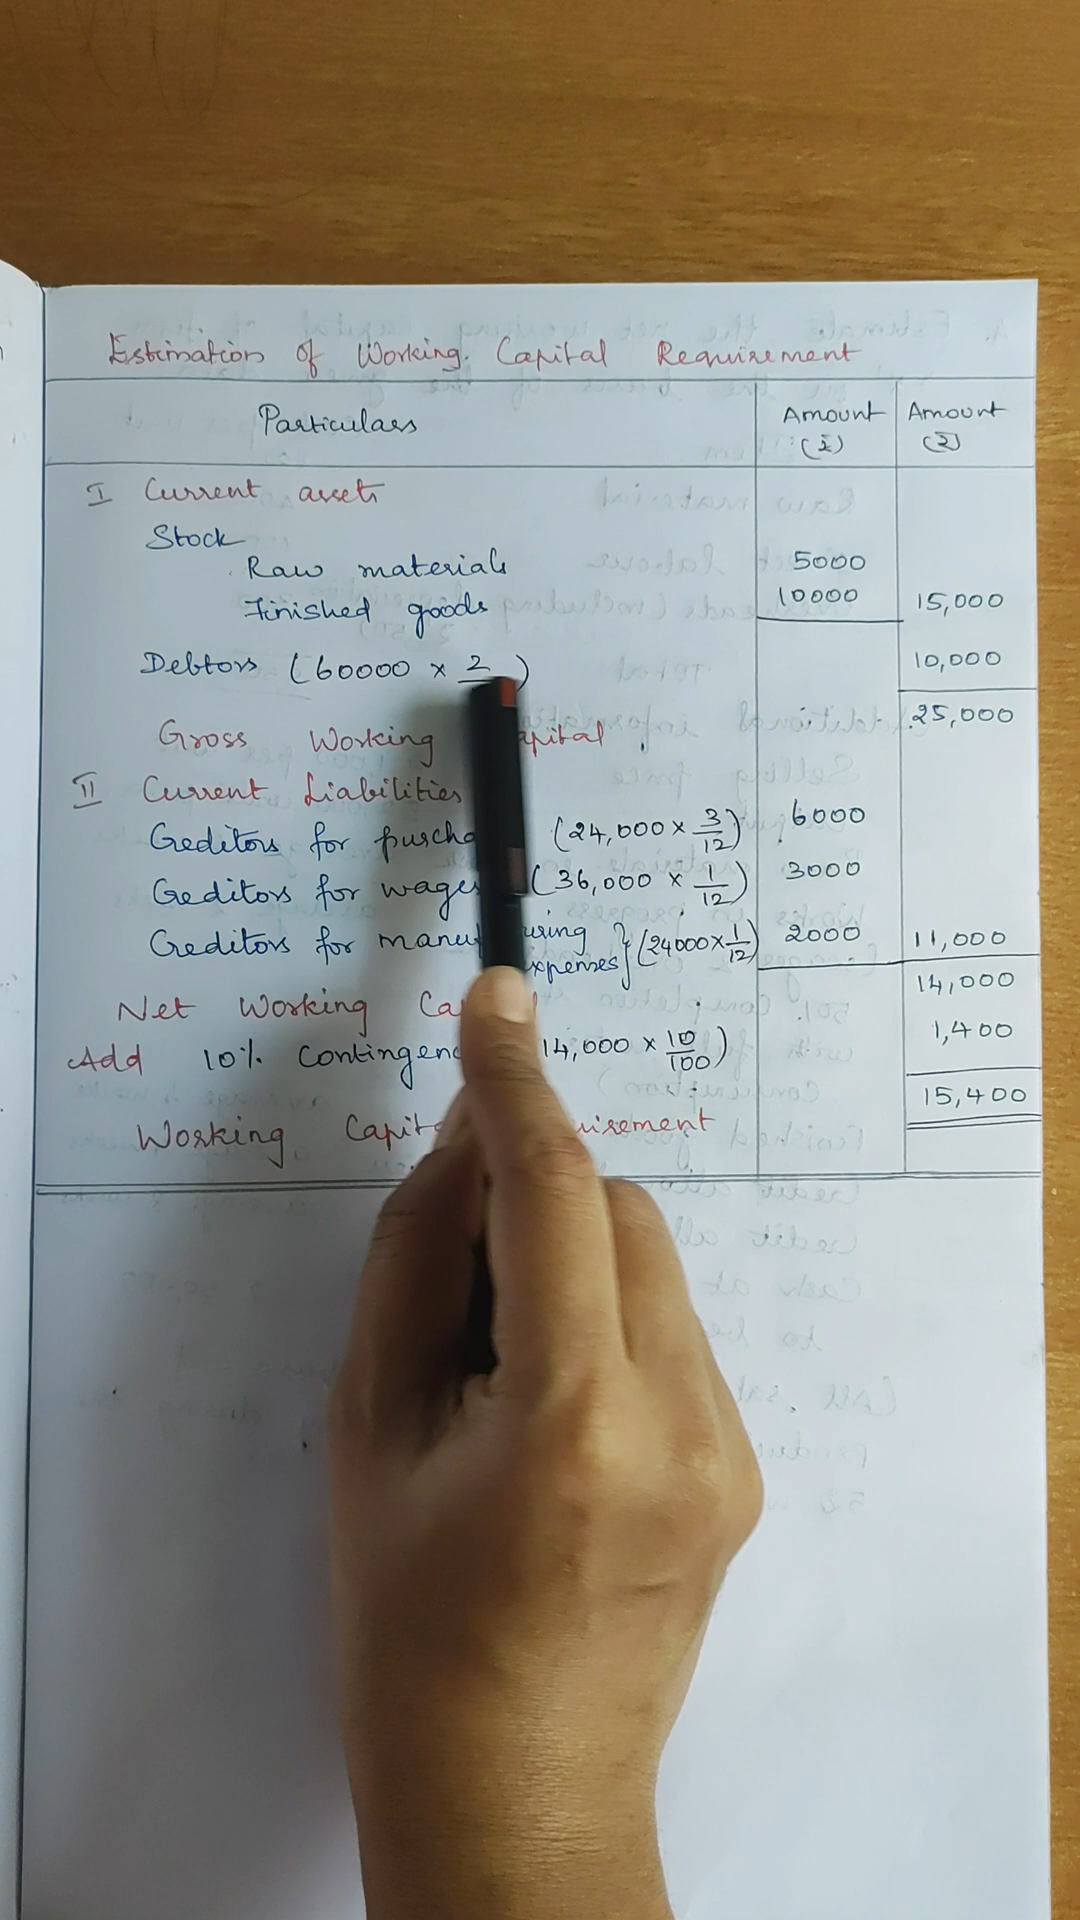 Estimation of Working Capital Requirement
Particulars Amount (₹) Amount (₹)
I Current assets
Stock
Raw materials 5000
Finished goods 10000 15,000
Debtors (60000 × 2 ) 10,000
Gross Working apital 25,000
II Current Liabilities
Creditors for purcha (24,000 × 3/12) 6000
Creditors for wages (36,000 × 1/12) 3000
Creditors for manuf uring expenses } (24000 × 1/12) 2000 11,000
Net Working Ca 14,000
Add 10% Contingenc 14,000 × 10/100) 1,400
Working Capita uirement 15,400